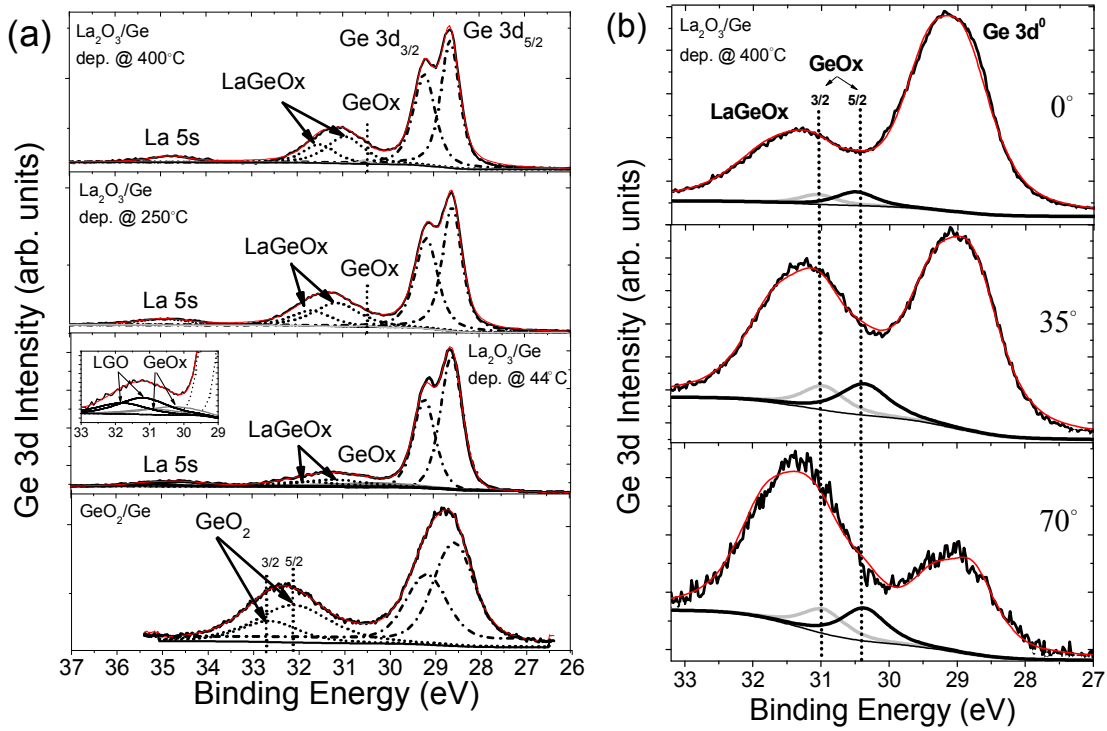 (a)
La₂O₃/Ge
dep. @ 400°C
Ge 3d₃/₂
Ge 3d₅/₂
LaGeOx
GeOx
La 5s
La₂O₃/Ge
dep. @ 250°C
LaGeOx
GeOx
La 5s
La₂O₃/Ge
dep. @ 44°C
LGO GeOx
33 32 31 30 29
LaGeOx
GeOx
La 5s
GeO₂/Ge
GeO₂
3/2 5/2
37 36 35 34 33 32 31 30 29 28 27 26
Binding Energy (eV)
Ge 3d Intensity (arb. units)
(b)
La₂O₃/Ge
dep. @ 400°C
Ge 3d⁰
GeOx
3/2 5/2
LaGeOx
0°
35°
70°
33 32 31 30 29 28 27
Binding Energy (eV)
Ge 3d Intensity (arb. units)